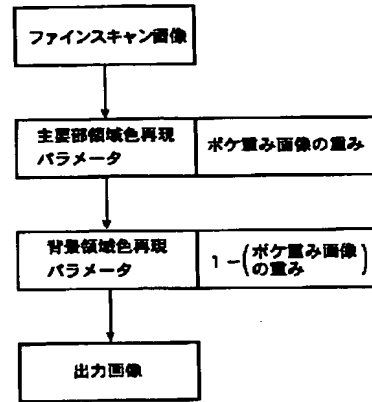 ファインスキャン画像
主要部領域色再現
パラメータ
ボケ重み画像の重み
背景領域色再現
パラメータ
1-(ボケ重み画像
の重み)
出力画像